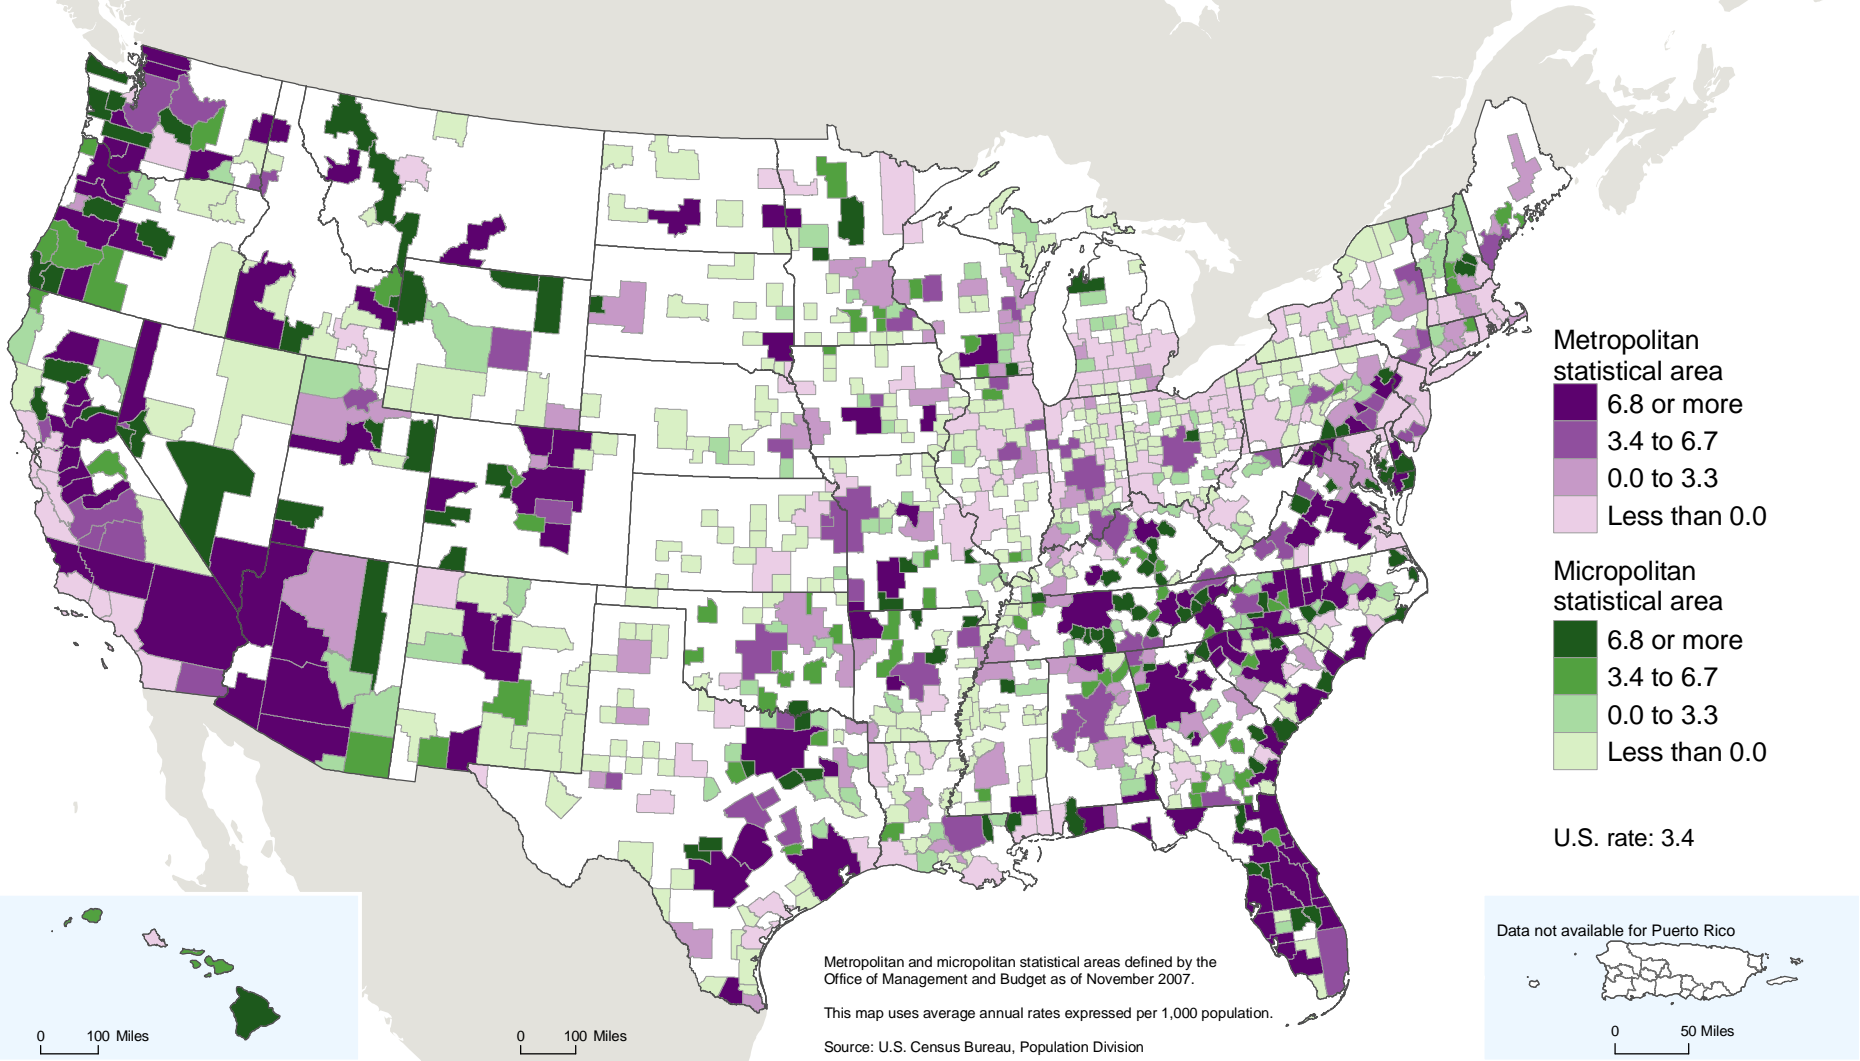 Metropolitan
statistical area
6.8 or more
3.4 to 6.7
0.0 to 3.3
Less than 0.0
Micropolitan
statistical area
6.8 or more
3.4 to 6.7
0.0 to 3.3
Less than 0.0
U.S. rate: 3.4
Data not available for Puerto Rico
0 50 Miles
0 100 Miles
0 100 Miles
Metropolitan and micropolitan statistical areas defined by the
Office of Management and Budget as of November 2007.
This map uses average annual rates expressed per 1,000 population.
Source: U.S. Census Bureau, Population Division